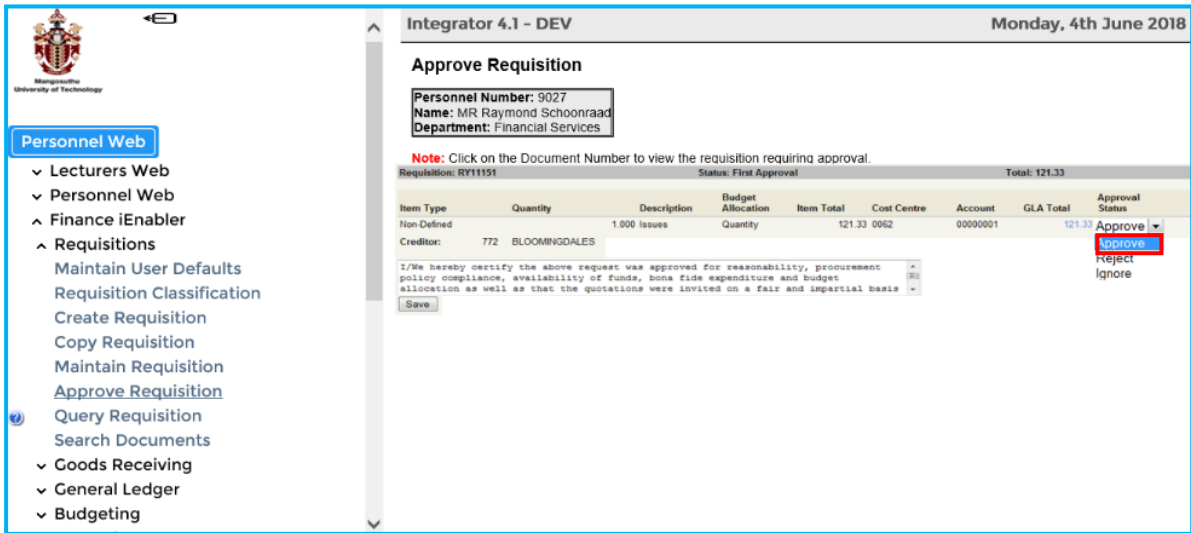 Mangosuthu
University of Technology
Personnel Web
Lecturers Web
Personnel Web
Finance iEnabler
Requisitions
Maintain User Defaults
Requisition Classification
Create Requisition
Copy Requisition
Maintain Requisition
Approve Requisition
Query Requisition
Search Documents
Goods Receiving
General Ledger
Budgeting
Integrator 4.1 - DEV Monday, 4th June 2018
Approve Requisition
Personnel Number: 9027
Name: MR Raymond Schoonraad
Department: Financial Services
Note: Click on the Document Number to view the requisition requiring approval.
Requisition: RY11151 Status: First Approval Total: 121.33
Item Type Quantity Description Budget Allocation Item Total Cost Centre Account GLA Total Approval Status
Non-Defined 1.000 Issues Quantity 121.33 0062 00000001 121.33 Approve
Approve
Reject
Ignore
Creditor: 772 BLOOMINGDALES
I/We hereby certify the above request was approved for reasonability, procurement
policy compliance, availability of funds, bona fide expenditure and budget
allocation as well as that the quotations were invited on a fair and impartial basis
Save